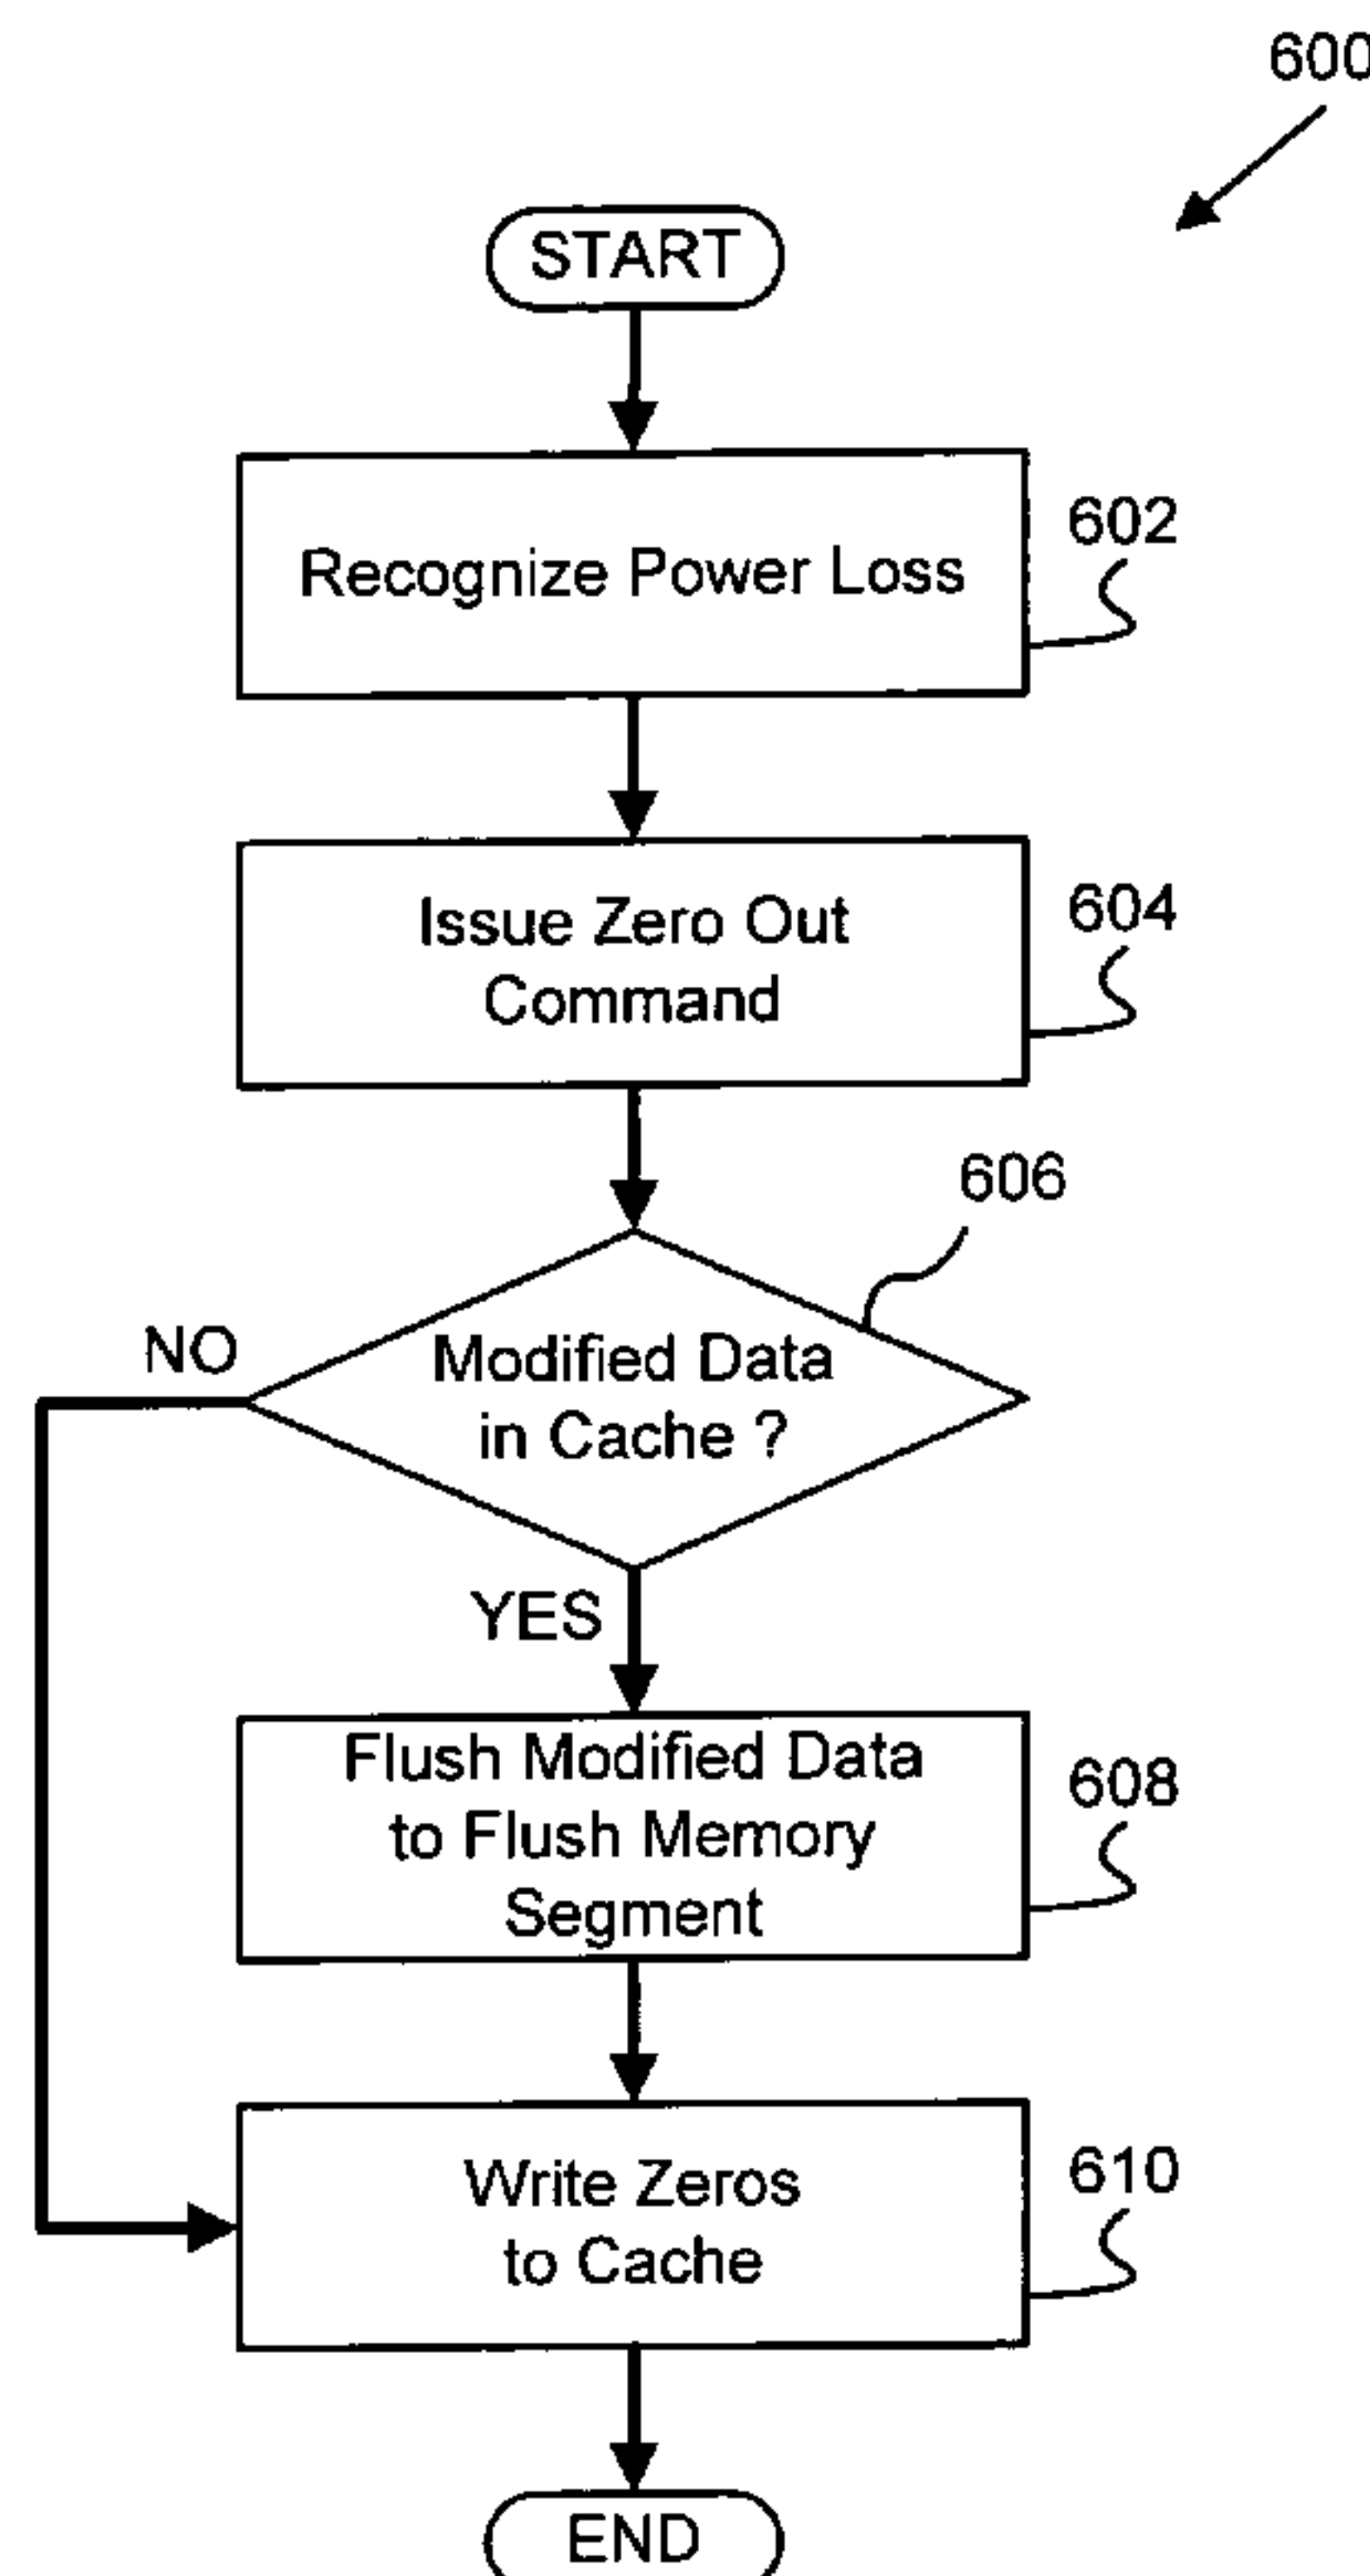 600
START
Recognize Power Loss
602
Issue Zero Out
Command
604
606
NO
Modified Data
in Cache ?
YES
Flush Modified Data
to Flush Memory
Segment
608
Write Zeros
to Cache
610
END